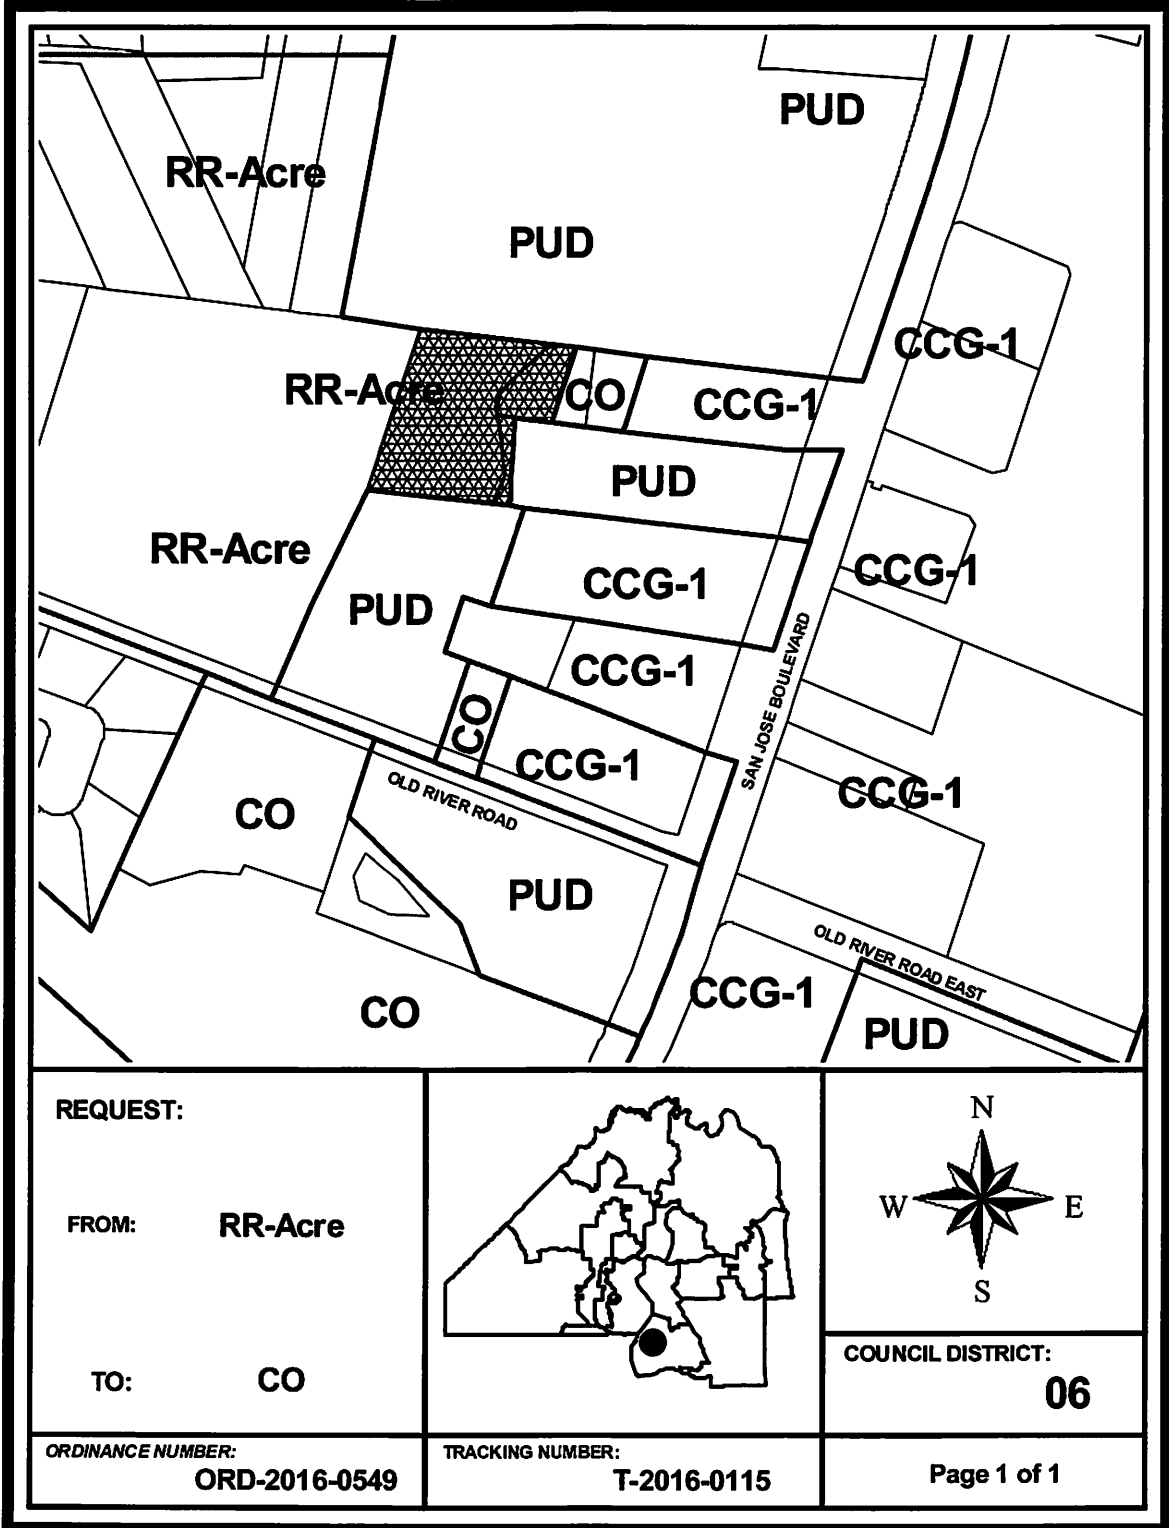 PUD
RR-Acre
PUD
CCG-1
RR-Acre
CO
CCG-1
PUD
RR-Acre
CCG-1
CCG-1
PUD
CCG-1
SAN JOSE BOULEVARD
CO
CCG-1
CCG-1
OLD RIVER ROAD
CO
PUD
OLD RIVER ROAD EAST
CCG-1
CO
PUD
REQUEST:
FROM: RR-Acre
TO: CO
N
W E
S
COUNCIL DISTRICT:
06
ORDINANCE NUMBER:
ORD-2016-0549
TRACKING NUMBER:
T-2016-0115
Page 1 of 1